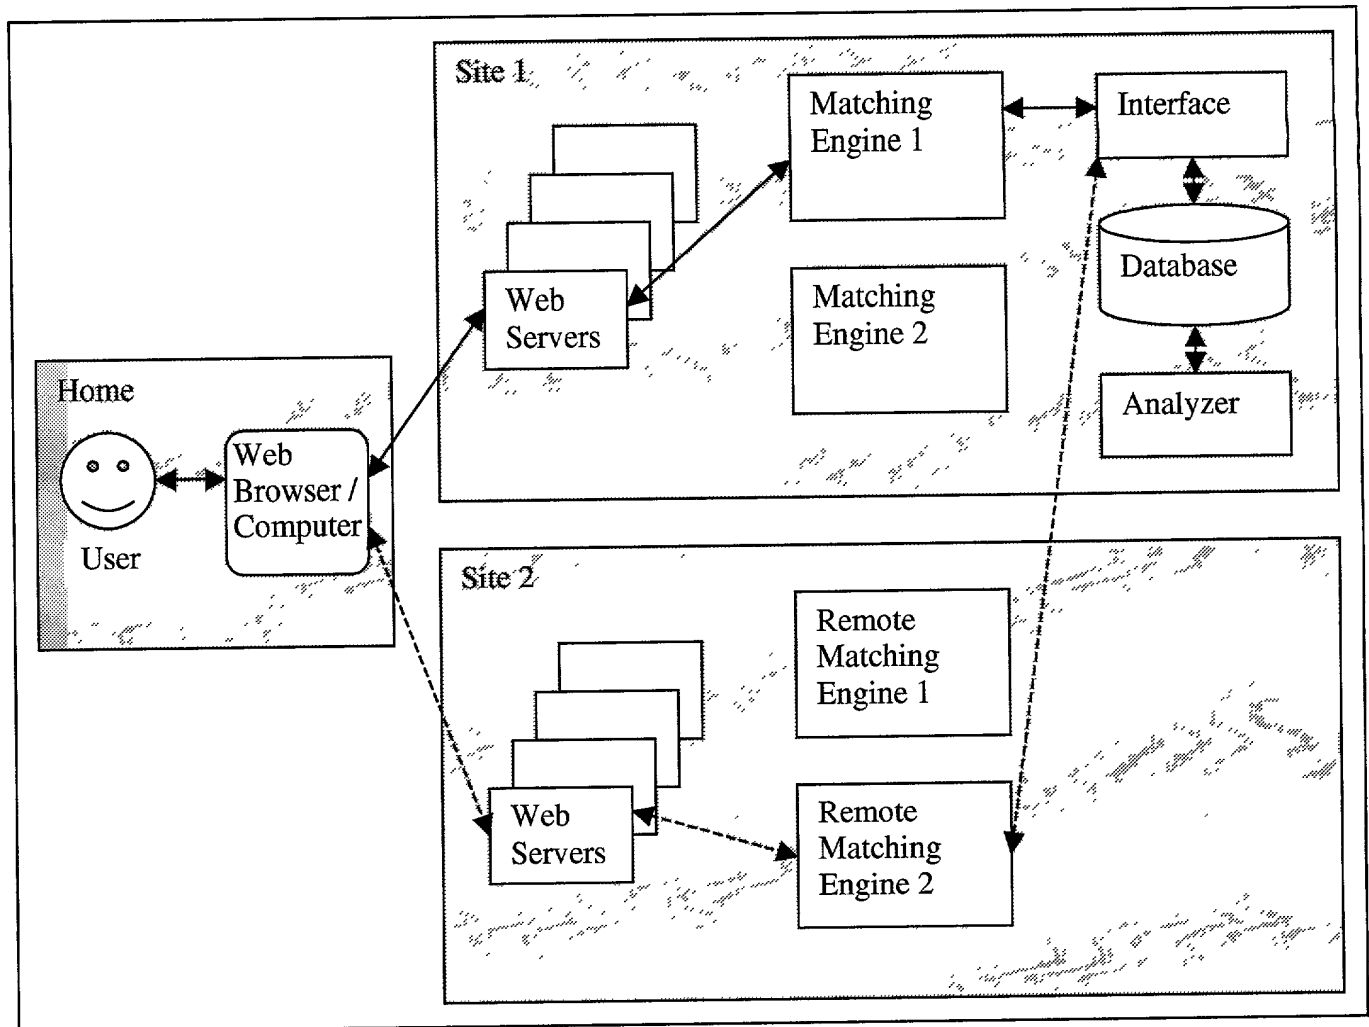 Site 1
Matching
Engine 1
Interface
Web
Servers
Matching
Engine 2
Database
Analyzer
Home
Web
Browser /
Computer
User
Site 2
Remote
Matching
Engine 1
Web
Servers
Remote
Matching
Engine 2